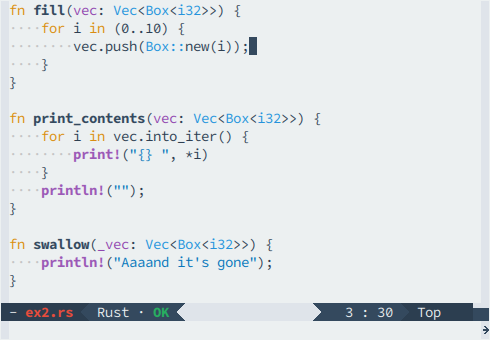 fn fill(vec: Vec<Box<i32>>) {
····for i in (0..10) {
········vec.push(Box::new(i));
····}
}

fn print_contents(vec: Vec<Box<i32>>) {
····for i in vec.into_iter() {
········print!("{} ", *i)
····}
····println!("");
}

fn swallow(_vec: Vec<Box<i32>>) {
····println!("Aaaand it's gone");
}
- ex2.rs Rust · OK 3 : 30 Top